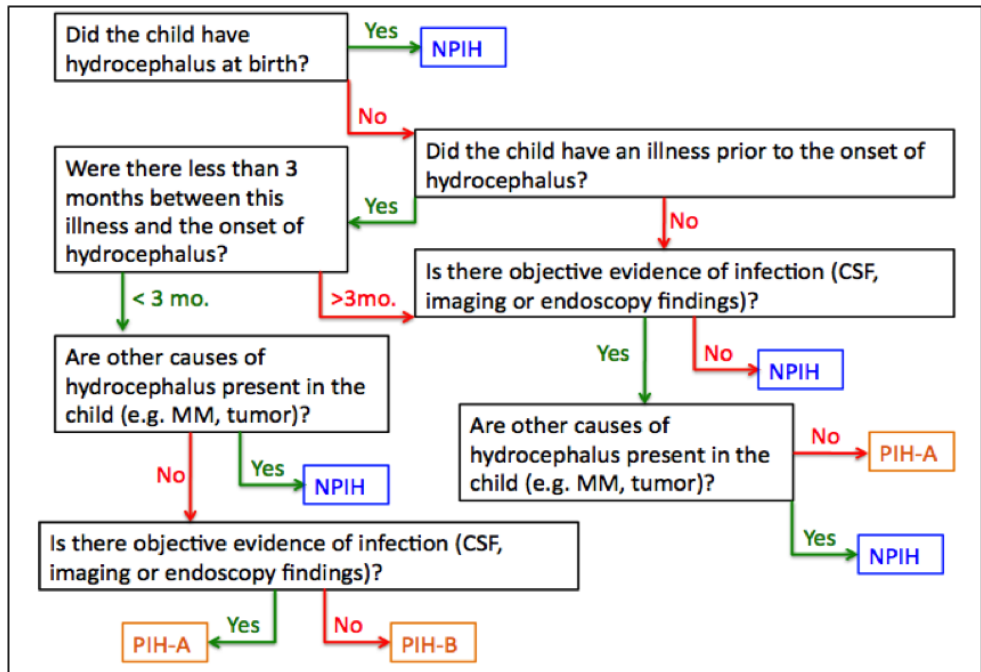 Did the child have
hydrocephalus at birth?
Yes
NPIH
No
Did the child have an illness prior to the onset of
hydrocephalus?
Were there less than 3
months between this
illness and the onset of
hydrocephalus?
Yes
No
Is there objective evidence of infection (CSF,
imaging or endoscopy findings)?
< 3 mo.
>3mo.
Are other causes of
hydrocephalus present in the
child (e.g. MM, tumor)?
Yes
No
NPIH
Are other causes of
hydrocephalus present in the
child (e.g. MM, tumor)?
No
PIH-A
Yes
NPIH
No
Yes
NPIH
Is there objective evidence of infection (CSF,
imaging or endoscopy findings)?
Yes
PIH-A
No
PIH-B